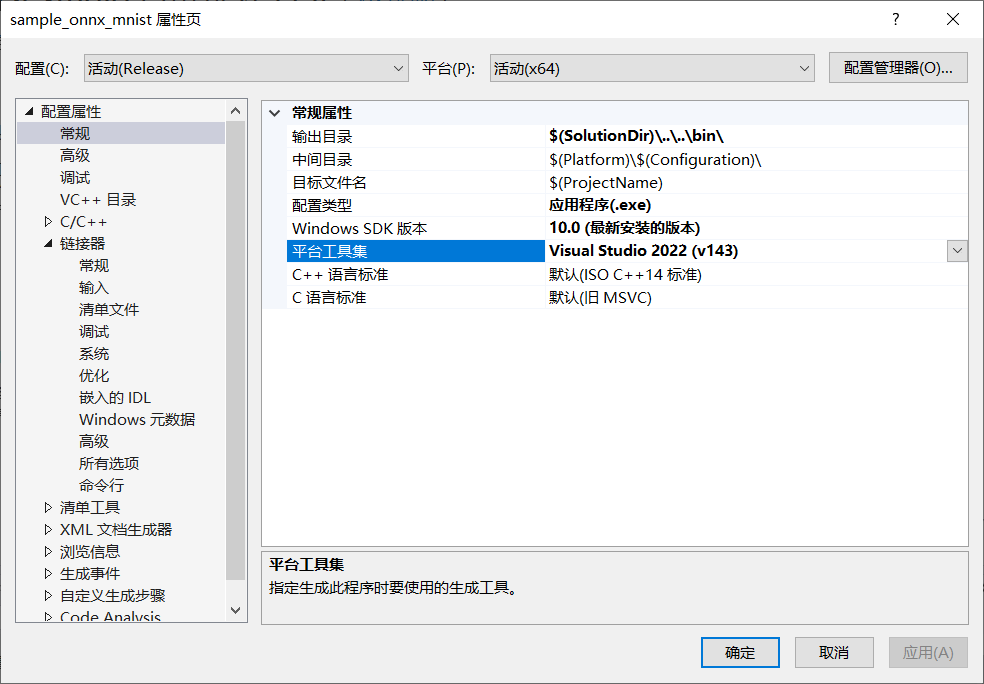 sample_onnx_mnist 属性页
?
配置(C): 活动(Release) 平台(P): 活动(x64) 配置管理器(O)...
配置属性
常规
高级
调试
VC++ 目录
C/C++
链接器
常规
输入
清单文件
调试
系统
优化
嵌入的 IDL
Windows 元数据
高级
所有选项
命令行
清单工具
XML 文档生成器
浏览信息
生成事件
自定义生成步骤
Code Analysis
常规属性
输出目录 $(SolutionDir)\..\..\bin\
中间目录 $(Platform)\$(Configuration)\
目标文件名 $(ProjectName)
配置类型 应用程序(.exe)
Windows SDK 版本 10.0 (最新安装的版本)
平台工具集 Visual Studio 2022 (v143)
C++ 语言标准 默认(ISO C++14 标准)
C 语言标准 默认(旧 MSVC)
平台工具集
指定生成此程序时要使用的生成工具。
确定 取消 应用(A)